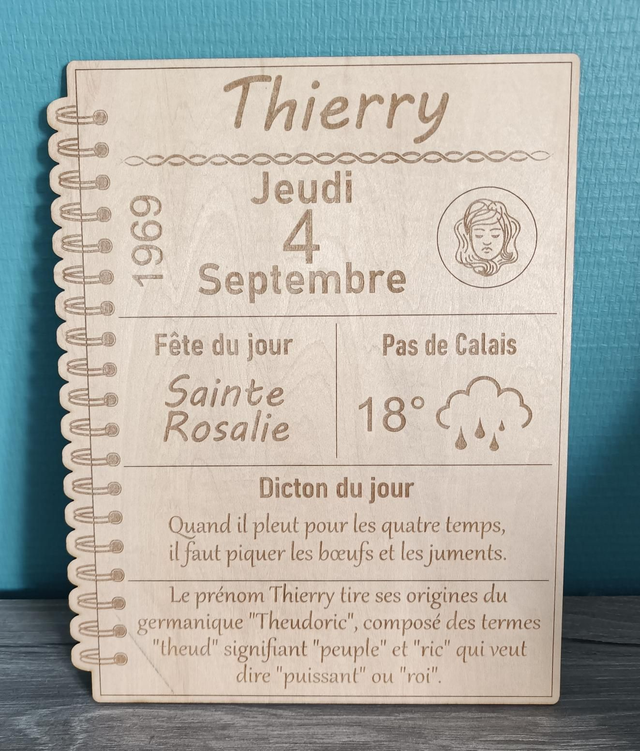 Thierry
1969
Jeudi
4
Septembre
Fête du jour
Sainte
Rosalie
Pas de Calais
18°
Dicton du jour
Quand il pleut pour les quatre temps,
il faut piquer les bœufs et les juments.
Le prénom Thierry tire ses origines du
germanique "Theudoric", composé des termes
"theud" signifiant "peuple" et "ric" qui veut
dire "puissant" ou "roi".